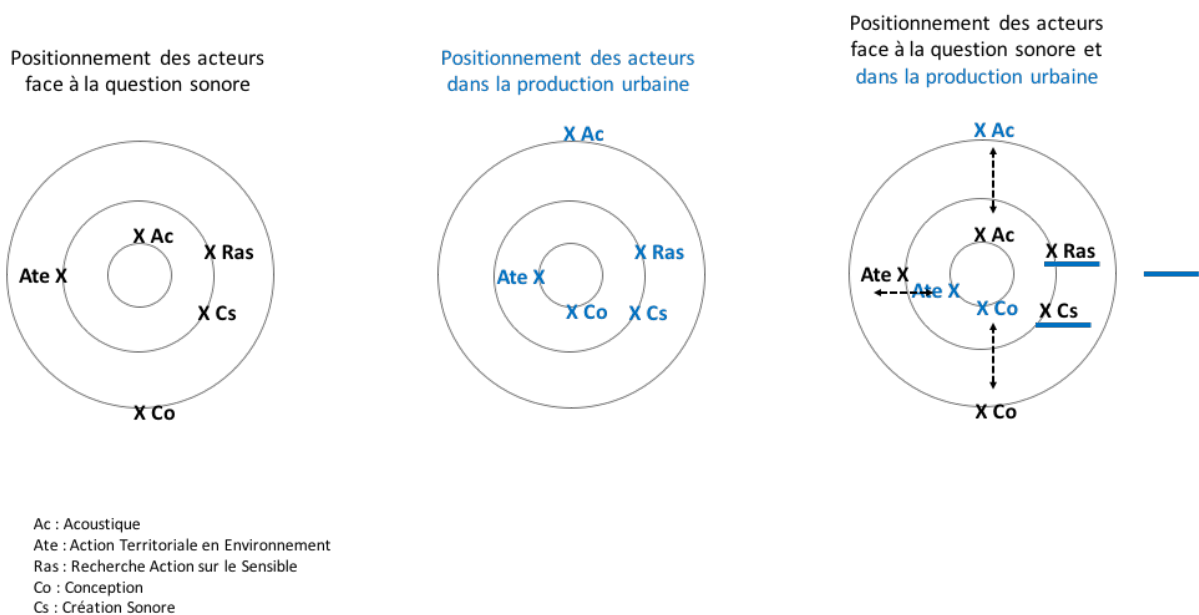 Positionnement des acteurs
face à la question sonore
X Ac
X Ras
Ate X
X Cs
X Co
Positionnement des acteurs
dans la production urbaine
X Ac
X Ras
Ate X
X Co
X Cs
Positionnement des acteurs
face à la question sonore et
dans la production urbaine
X Ac
X Ac
X Ras
Ate X
Ate X
X Co
X Cs
X Co
Ac : Acoustique
Ate : Action Territoriale en Environnement
Ras : Recherche Action sur le Sensible
Co : Conception
Cs : Création Sonore